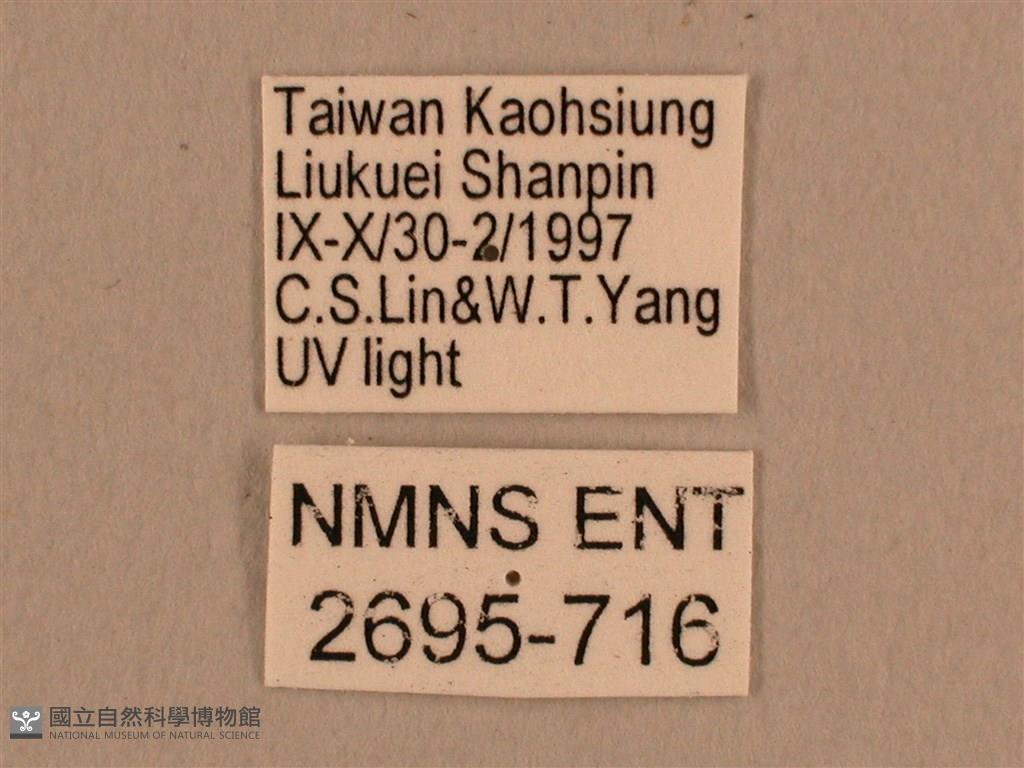 Taiwan Kaohsiung
Liukuei Shanpin
IX-X/30-2/1997
C.S.Lin&W.T.Yang
UV light
NMNS ENT
2695-716
國立自然科學博物館
NATIONAL MUSEUM OF NATURAL SCIENCE